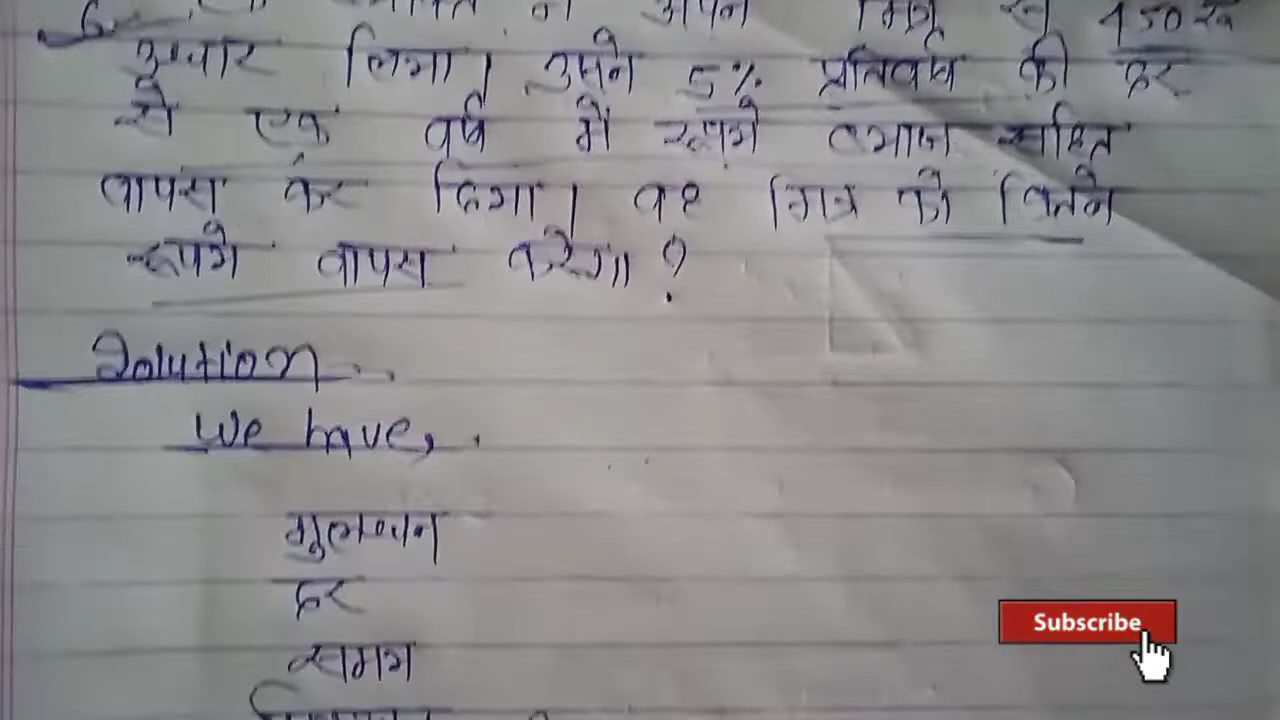 ने अपने मित्र से 450 रू
उधार लिया। उसने 5% प्रतिवर्ष की दर
से एक वर्ष में रूपये ब्याज सहित
वापस कर दिया। वह मित्र को कितने
रूपये वापस करेगा?
Solution..
We have,.
मूलधन
दर
समय
Subscribe